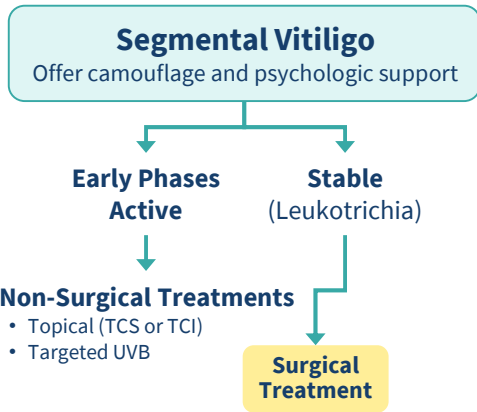 Segmental Vitiligo
Offer camouflage and psychologic support
Early Phases
Active
Stable
(Leukotrichia)
Non-Surgical Treatments
• Topical (TCS or TCI)
• Targeted UVB
Surgical
Treatment